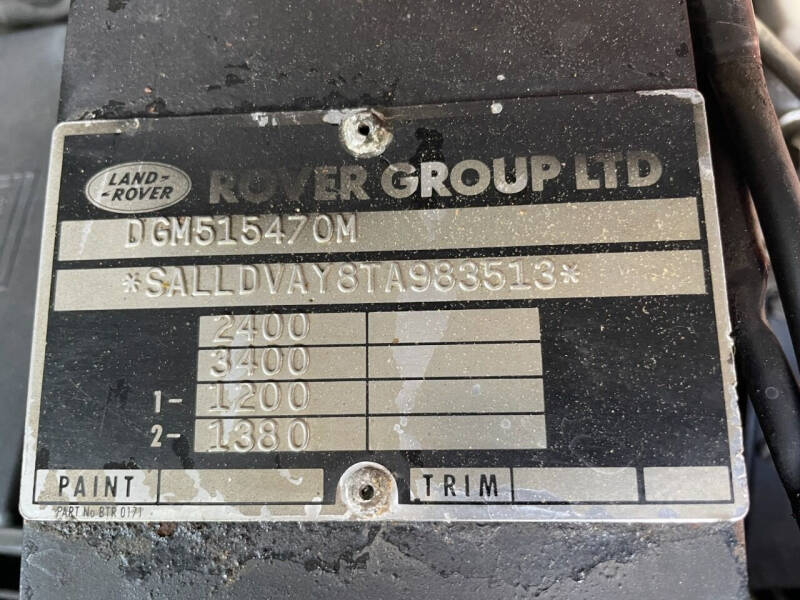 LAND-
-ROVER
ROVER GROUP LTD
DGM515470M
*SALLDVAY8TA983513*
2400
3400
1- 1200
2- 1380
PAINT TRIM
PART No BTR 0171